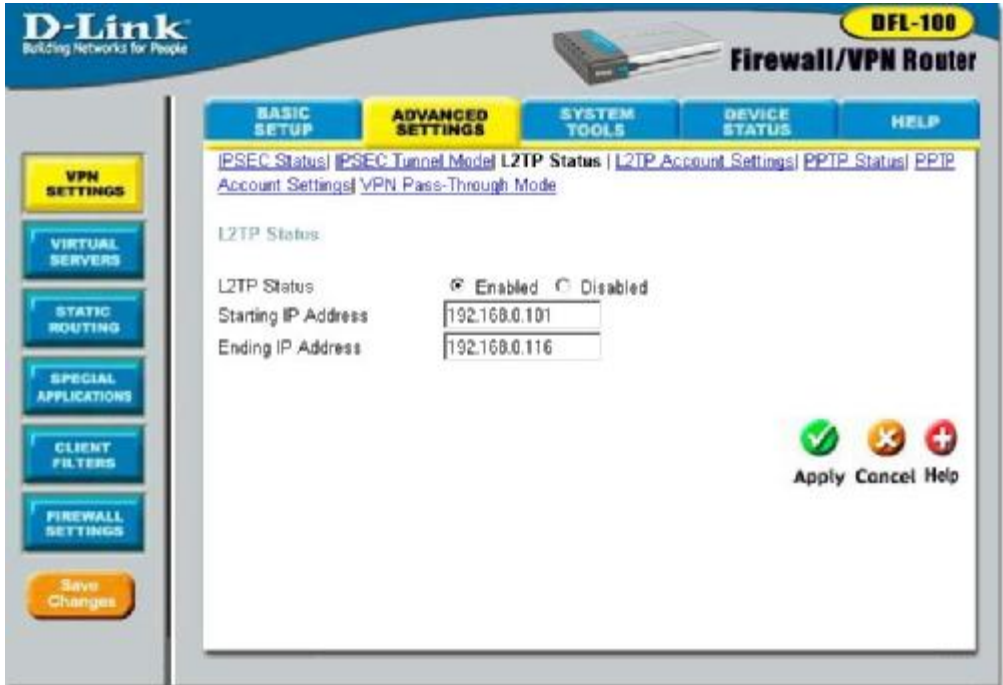 D-Link
Building Networks for People
DFL-100
Firewall/VPN Router
BASIC SETUP
ADVANCED SETTINGS
SYSTEM TOOLS
DEVICE STATUS
HELP
VPN SETTINGS
VIRTUAL SERVERS
STATIC ROUTING
SPECIAL APPLICATIONS
CLIENT FILTERS
FIREWALL SETTINGS
Save Changes
IPSEC Status| IPSEC Tunnel Mode| L2TP Status | L2TP Account Settings| PPTP Status| PPTP
Account Settings| VPN Pass-Through Mode
L2TP Status
L2TP Status Enabled Disabled
Starting IP Address 192.168.0.101
Ending IP Address 192.168.0.116
Apply Cancel Help